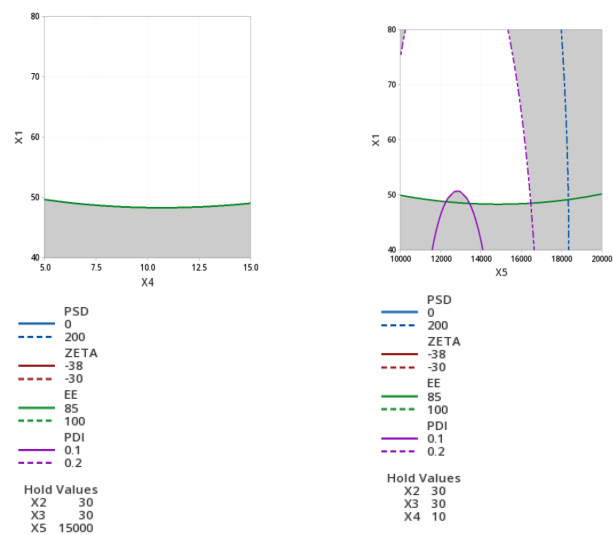 80
70
60
50
40
X1
5.0 7.5 10.0 12.5 15.0
X4
PSD
0
200
ZETA
-38
-30
EE
85
100
PDI
0.1
0.2
Hold Values
X2 30
X3 30
X5 15000
80
70
60
50
40
X1
10000 12000 14000 16000 18000 20000
X5
PSD
0
200
ZETA
-38
-30
EE
85
100
PDI
0.1
0.2
Hold Values
X2 30
X3 30
X4 10